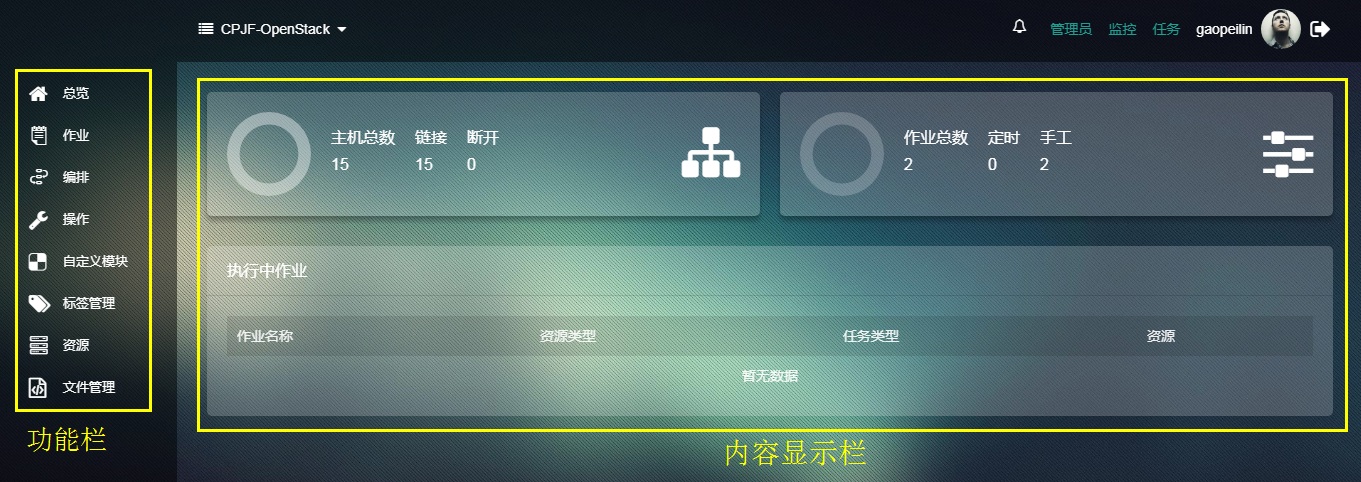 CPJF-OpenStack
管理员 监控 任务 gaopeilin
总览
作业
编排
操作
自定义模块
标签管理
资源
文件管理
功能栏
主机总数 链接 断开
15 15 0
作业总数 定时 手工
2 0 2
执行中作业
作业名称 资源类型 任务类型 资源
暂无数据
内容显示栏